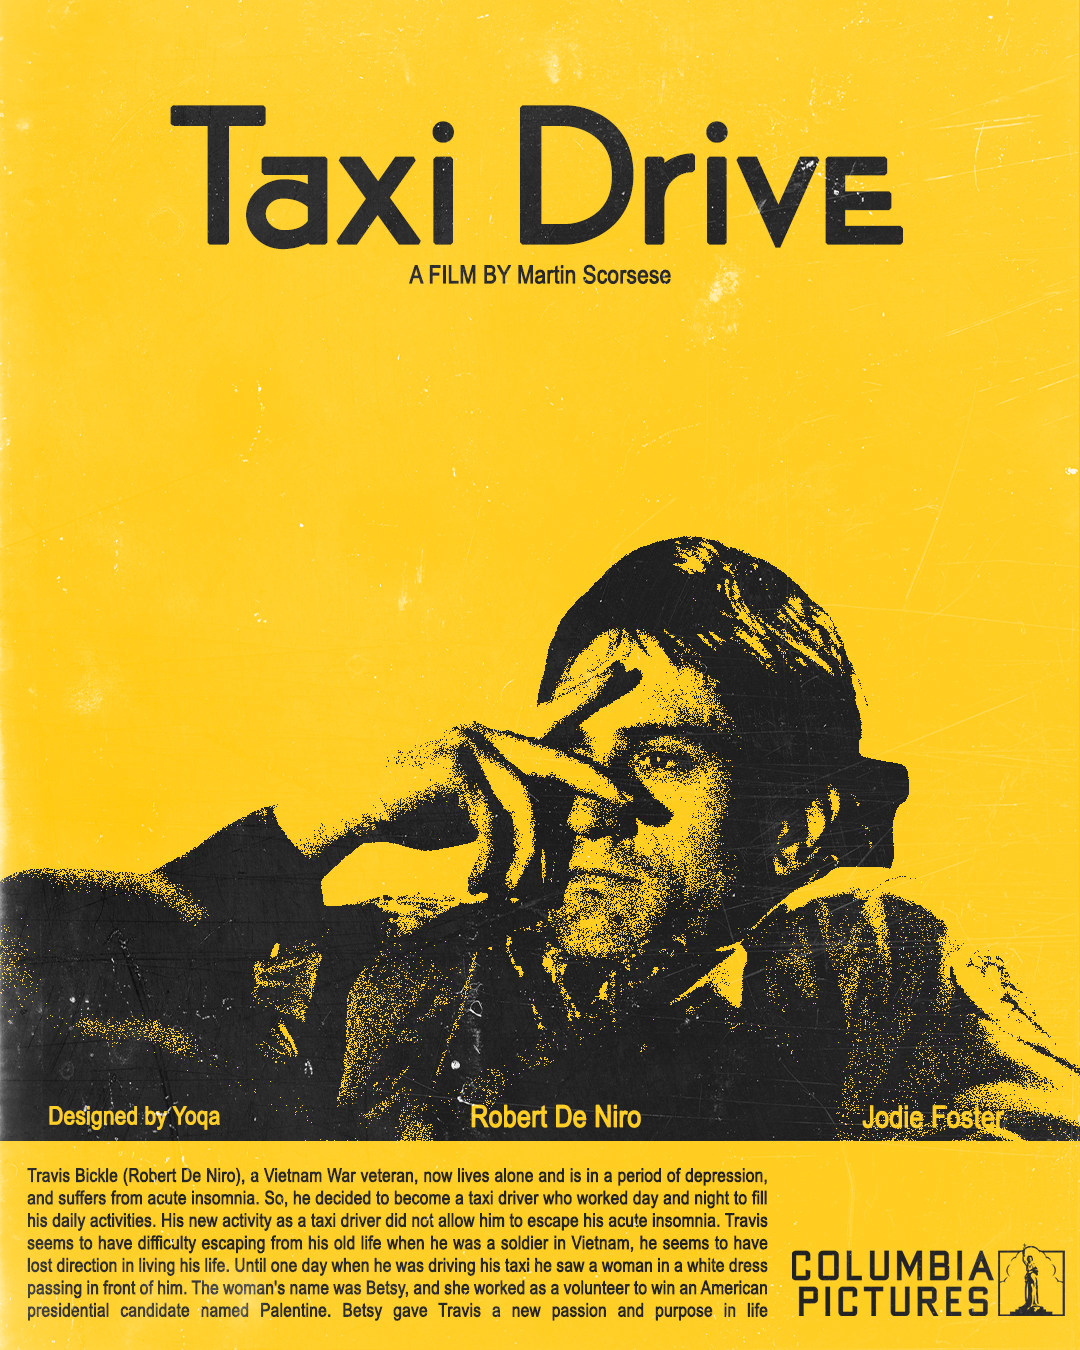 Taxi Drive
A FILM BY Martin Scorsese
Designed by Yoqa
Robert De Niro
Jodie Foster
Travis Bickle (Robert De Niro), a Vietnam War veteran, now lives alone and is in a period of depression,
and suffers from acute insomnia. So, he decided to become a taxi driver who worked day and night to fill
his daily activities. His new activity as a taxi driver did not allow him to escape his acute insomnia. Travis
seems to have difficulty escaping from his old life when he was a soldier in Vietnam, he seems to have
lost direction in living his life. Until one day when he was driving his taxi he saw a woman in a white dress
passing in front of him. The woman's name was Betsy, and she worked as a volunteer to win an American
presidential candidate named Palentine. Betsy gave Travis a new passion and purpose in life
COLUMBIA
PICTURES